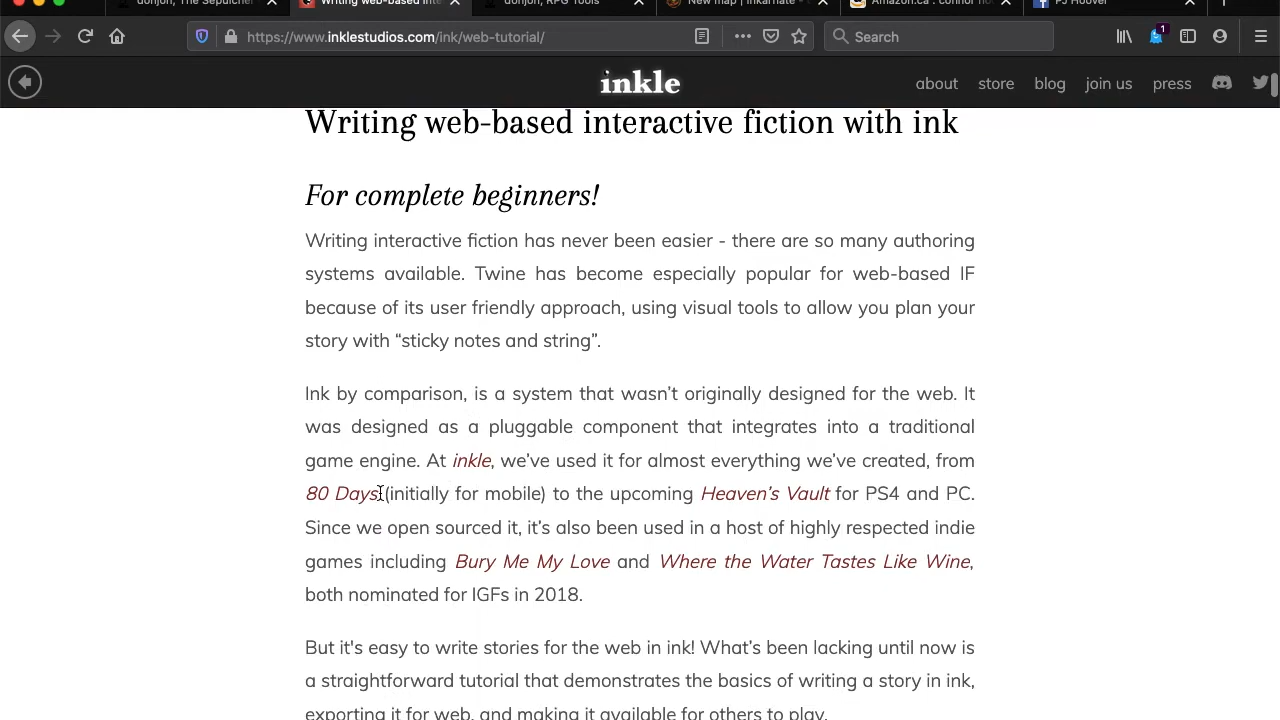 donjon; The Sepulcher
Writing web-based inte
donjon; RPG Tools
New map | Inkarnate -
Amazon.ca : connor ho
PJ Hoover
https://www.inklestudios.com/ink/web-tutorial/
Search
1
inkle
about store blog join us press
Writing web-based interactive fiction with ink
For complete beginners!
Writing interactive fiction has never been easier - there are so many authoring
systems available. Twine has become especially popular for web-based IF
because of its user friendly approach, using visual tools to allow you plan your
story with “sticky notes and string”.
Ink by comparison, is a system that wasn’t originally designed for the web. It
was designed as a pluggable component that integrates into a traditional
game engine. At inkle, we’ve used it for almost everything we’ve created, from
80 Days (initially for mobile) to the upcoming Heaven’s Vault for PS4 and PC.
Since we open sourced it, it’s also been used in a host of highly respected indie
games including Bury Me My Love and Where the Water Tastes Like Wine,
both nominated for IGFs in 2018.
But it's easy to write stories for the web in ink! What’s been lacking until now is
a straightforward tutorial that demonstrates the basics of writing a story in ink,
exporting it for web, and making it available for others to play.